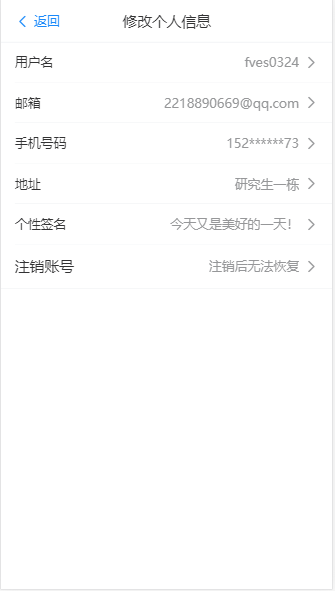 返回 修改个人信息
用户名 fves0324
邮箱 2218890669@qq.com
手机号码 152******73
地址 研究生一栋
个性签名 今天又是美好的一天！
注销账号 注销后无法恢复